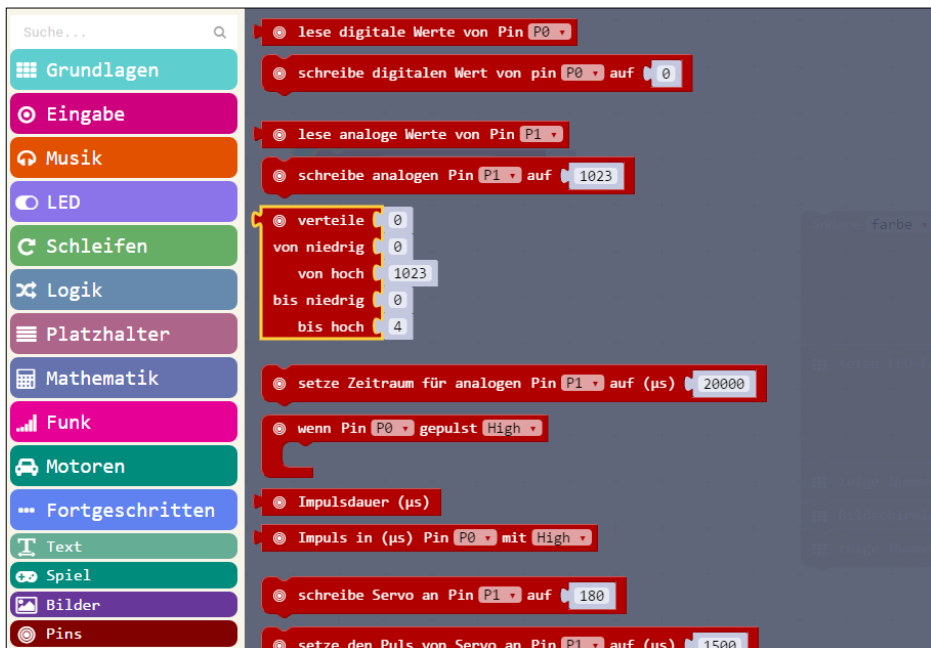 Suche...
Grundlagen
Eingabe
Musik
LED
Schleifen
Logik
Platzhalter
Mathematik
Funk
Motoren
Fortgeschritten
Text
Spiel
Bilder
Pins
lese digitale Werte von Pin P0
schreibe digitalen Wert von pin P0 auf 0
lese analoge Werte von Pin P1
schreibe analogen Pin P1 auf 1023
verteile 0
von niedrig 0
von hoch 1023
bis niedrig 0
bis hoch 4
setze Zeitraum für analogen Pin P1 auf (µs) 20000
wenn Pin P0 gepulst High
Impulsdauer (µs)
Impuls in (µs) Pin P0 mit High
schreibe Servo an Pin P1 auf 180
setze den Puls von Servo an Pin P1 auf (µs) 1500
farbe